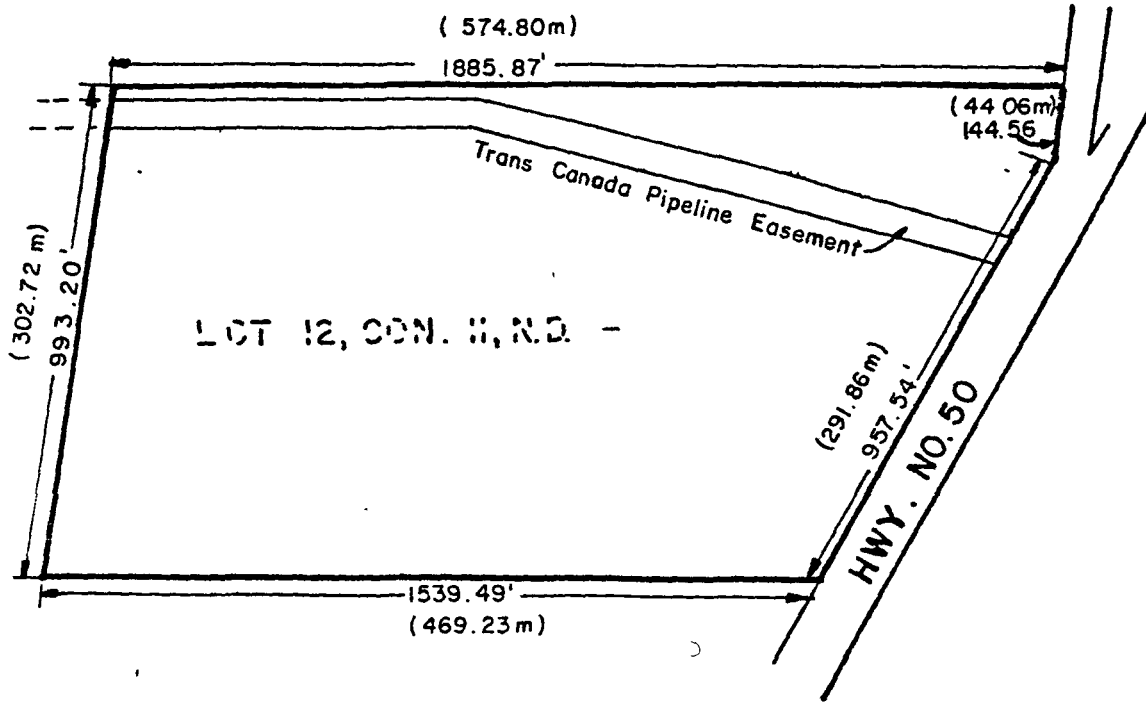 ( 574.80m)
1885.87'
(44 06m)
144.56
Trans Canada Pipeline Easement
(302.72 m)
993.20'
LOT 12, CON. 11, N.D. -
(291.86m)
957.54'
HWY. NO. 50
1539.49'
(469.23m)